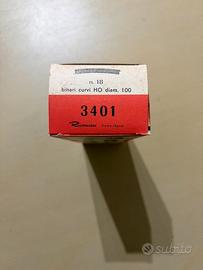 n. 18
binari curvi HO diam. 100
3401
Rivarossi
subito